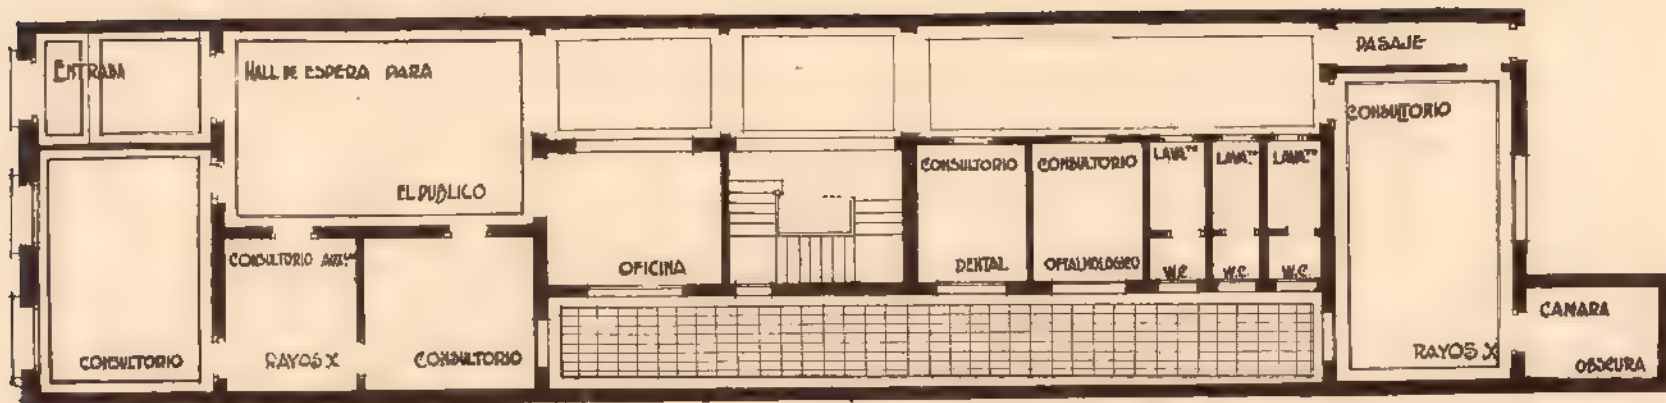 ENTRADA
HALL DE ESPERA PARA
EL PUBLICO
PASAJE
CONSULTORIO
RAYOS X
CONSULTORIO
DENTAL
CONSULTORIO
OFTALMOLOGICO
LAVAT.
W.C.
LAVAT.
W.C.
LAVAT.
W.C.
OFICINA
CONSULTORIO
RAYOS X
CONSULTORIO
CONSULTORIO
CAMARA
OBSCURA